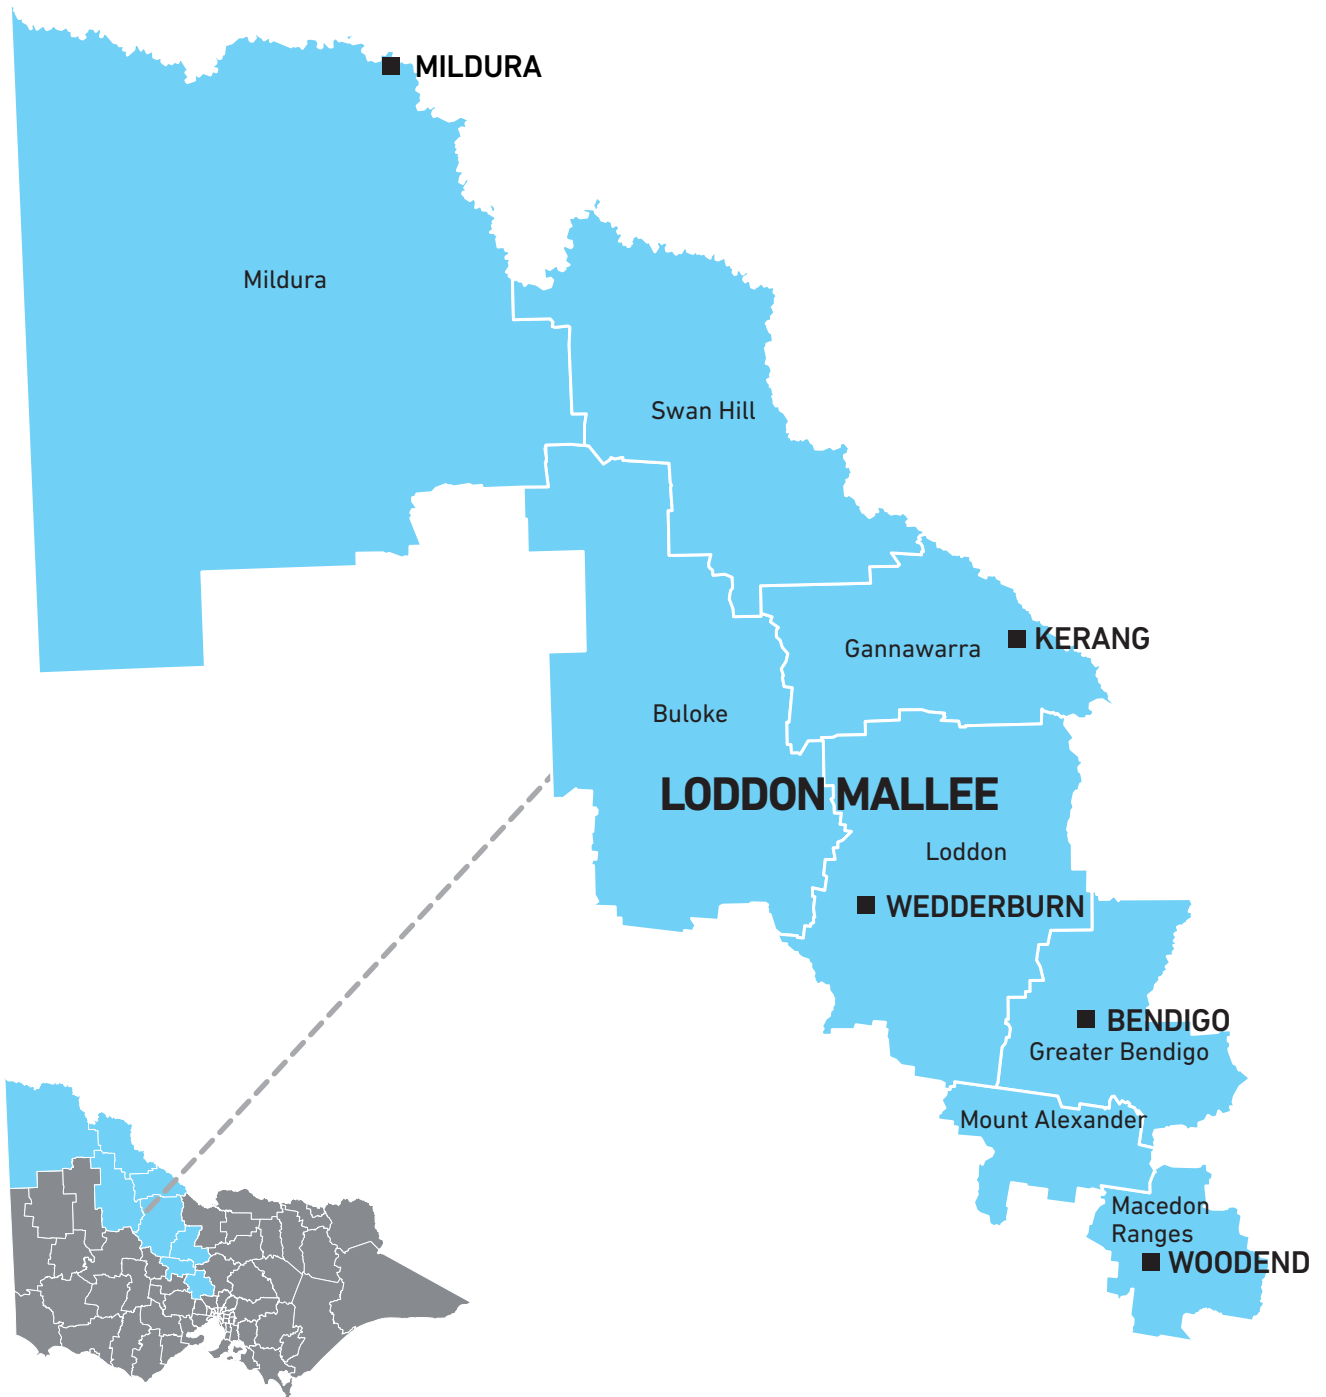 MILDURA
Mildura
Swan Hill
KERANG
Gannawarra
Buloke
LODDON MALLEE
Loddon
WEDDERBURN
BENDIGO
Greater Bendigo
Mount Alexander
Macedon
Ranges
WOODEND